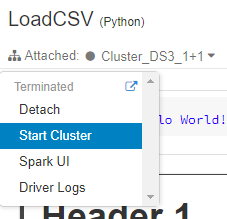 LoadCSV (Python)
Attached: Cluster_DS3_1+1
Terminated
Detach
Start Cluster
lo World!
Spark UI
Driver Logs
Header 1